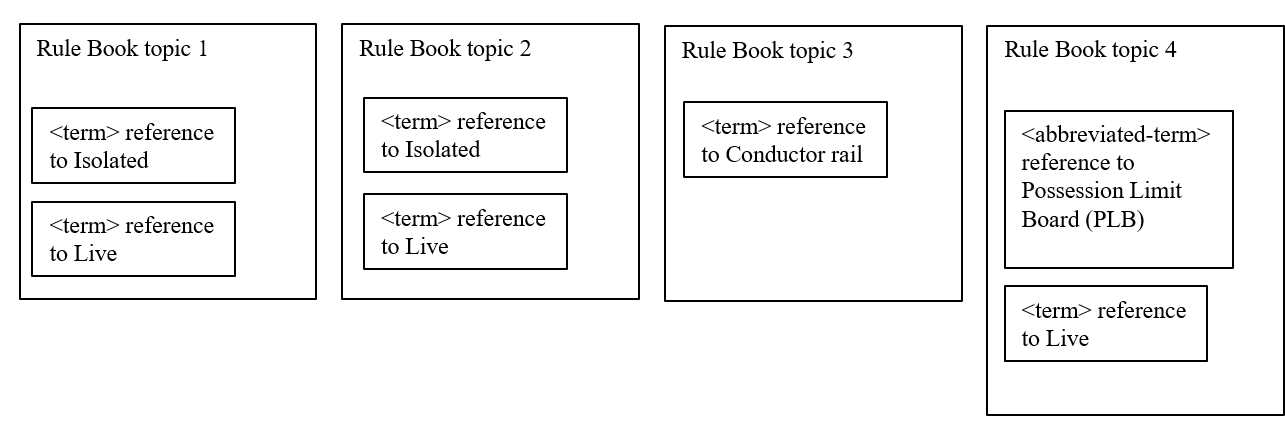 Rule Book topic 1
<term> reference
to Isolated
<term> reference
to Live
Rule Book topic 2
<term> reference
to Isolated
<term> reference
to Live
Rule Book topic 3
<term> reference
to Conductor rail
Rule Book topic 4
<abbreviated-term>
reference to
Possession Limit
Board (PLB)
<term> reference
to Live